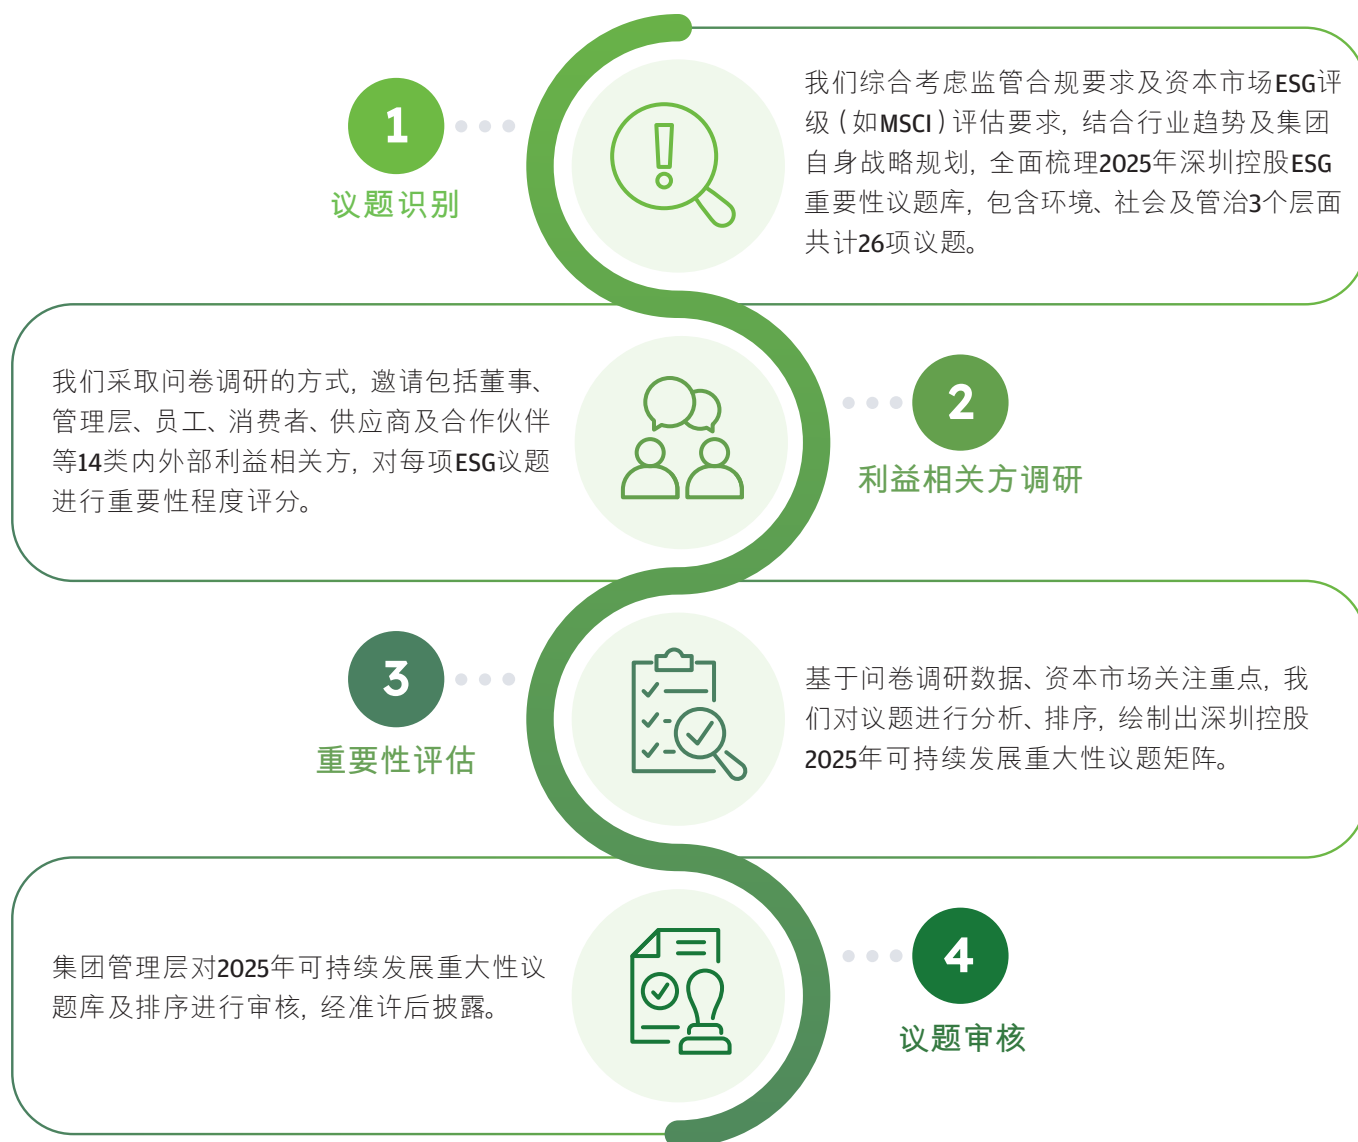 1
议题识别
我们综合考虑监管合规要求及资本市场ESG评
级（如MSCI）评估要求，结合行业趋势及集团
自身战略规划，全面梳理2025年深圳控股ESG
重要性议题库，包含环境、社会及管治3个层面
共计26项议题。
我们采取问卷调研的方式，邀请包括董事、
管理层、员工、消费者、供应商及合作伙伴
等14类内外部利益相关方，对每项ESG议题
进行重要性程度评分。
2
利益相关方调研
3
重要性评估
基于问卷调研数据、资本市场关注重点，我
们对议题进行分析、排序，绘制出深圳控股
2025年可持续发展重大性议题矩阵。
集团管理层对2025年可持续发展重大性议
题库及排序进行审核，经准许后披露。
4
议题审核